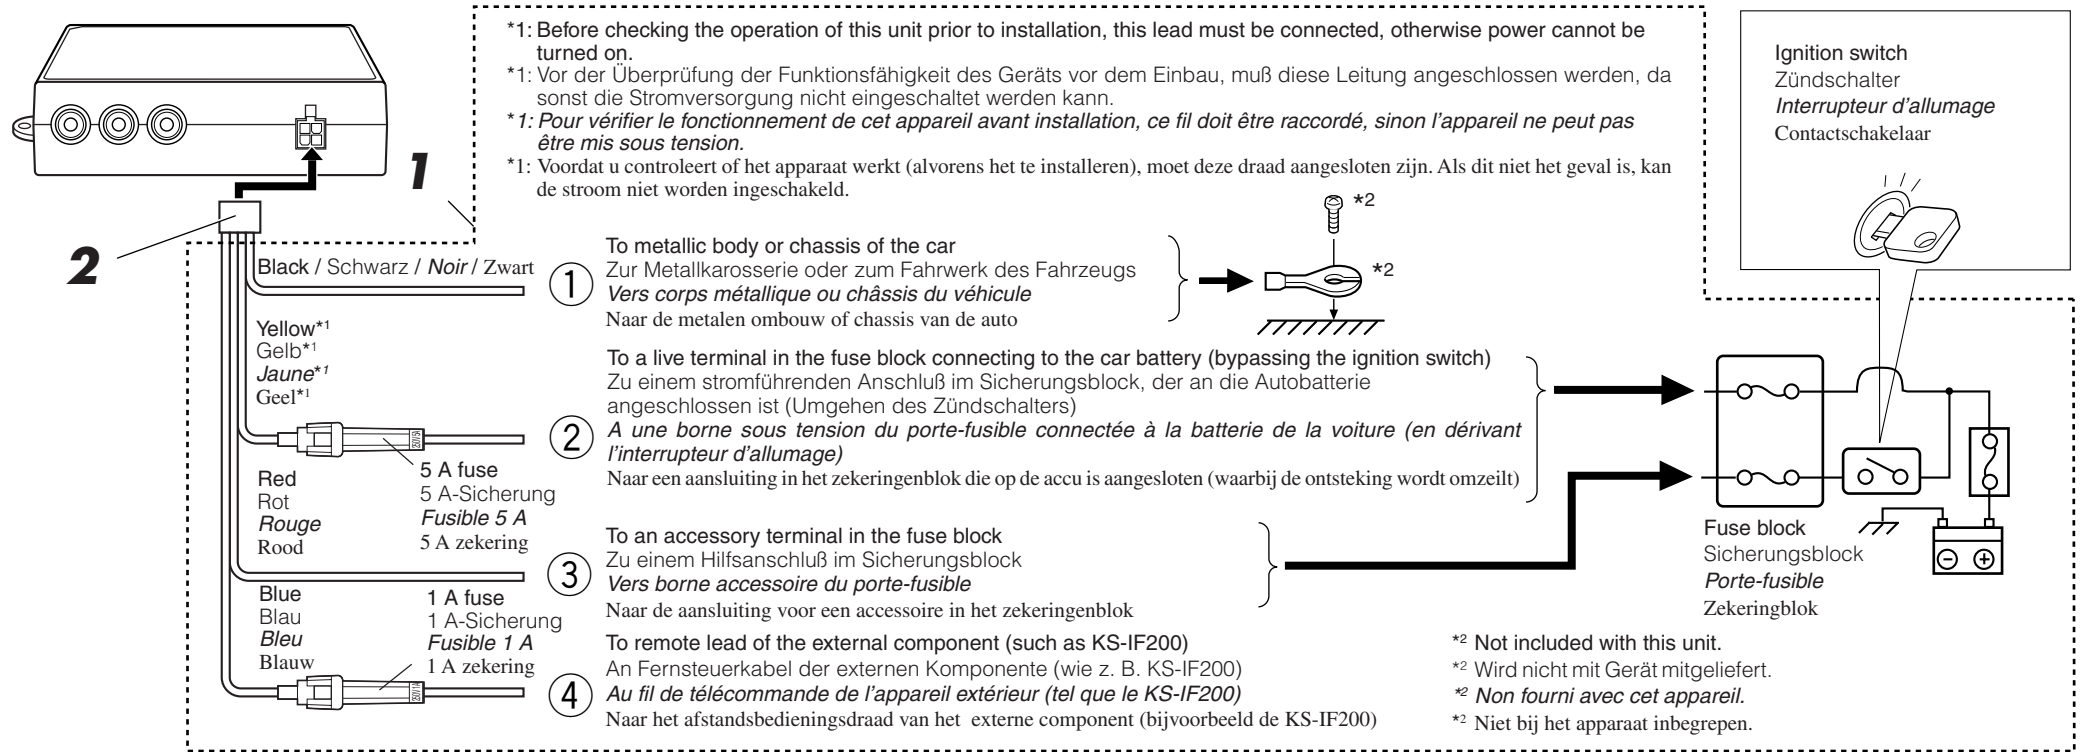 *1: Before checking the operation of this unit prior to installation, this lead must be connected, otherwise power cannot be
turned on.
*1: Vor der Überprüfung der Funktionsfähigkeit des Geräts vor dem Einbau, muß diese Leitung angeschlossen werden, da
sonst die Stromversorgung nicht eingeschaltet werden kann.
*1: Pour vérifier le fonctionnement de cet appareil avant installation, ce fil doit être raccordé, sinon l'appareil ne peut pas
être mis sous tension.
*1: Voordat u controleert of het apparaat werkt (alvorens het te installeren), moet deze draad aangesloten zijn. Als dit niet het geval is, kan
de stroom niet worden ingeschakeld.
Ignition switch
Zündschalter
Interrupteur d'allumage
Contactschakelaar
1
2
*2
*2
Black / Schwarz / Noir / Zwart
1
To metallic body or chassis of the car
Zur Metallkarosserie oder zum Fahrwerk des Fahrzeugs
Vers corps métallique ou châssis du véhicule
Naar de metalen ombouw of chassis van de auto
Yellow*1
Gelb*1
Jaune*1
Geel*1
250V/5A
5 A fuse
5 A-Sicherung
Fusible 5 A
5 A zekering
2
To a live terminal in the fuse block connecting to the car battery (bypassing the ignition switch)
Zu einem stromführenden Anschluß im Sicherungsblock, der an die Autobatterie
angeschlossen ist (Umgehen des Zündschalters)
A une borne sous tension du porte-fusible connectée à la batterie de la voiture (en dérivant
l'interrupteur d'allumage)
Naar een aansluiting in het zekeringenblok die op de accu is aangesloten (waarbij de ontsteking wordt omzeilt)
Red
Rot
Rouge
Rood
3
To an accessory terminal in the fuse block
Zu einem Hilfsanschluß im Sicherungsblock
Vers borne accessoire du porte-fusible
Naar de aansluiting voor een accessoire in het zekeringenblok
Fuse block
Sicherungsblock
Porte-fusible
Zekeringblok
Blue
Blau
Bleu
Blauw
1 A fuse
1 A-Sicherung
Fusible 1 A
1 A zekering
250V/1A
4
To remote lead of the external component (such as KS-IF200)
An Fernsteuerkabel der externen Komponente (wie z. B. KS-IF200)
Au fil de télécommande de l'appareil extérieur (tel que le KS-IF200)
Naar het afstandsbedieningsdraad van het externe component (bijvoorbeeld de KS-IF200)
*2 Not included with this unit.
*2 Wird nicht mit Gerät mitgeliefert.
*2 Non fourni avec cet appareil.
*2 Niet bij het apparaat inbegrepen.